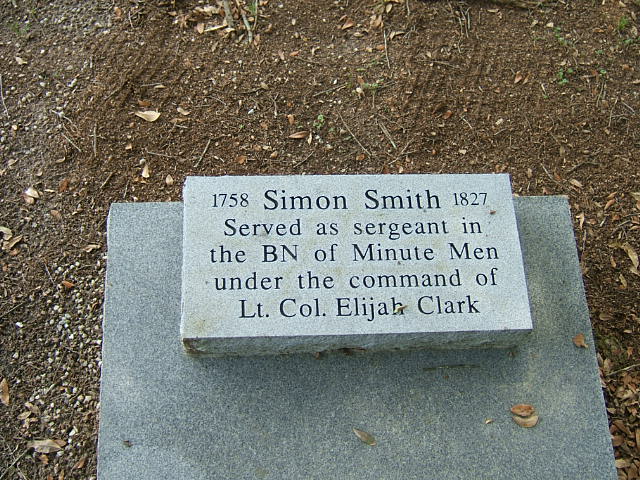 1758 Simon Smith 1827
Served as sergeant in
the BN of Minute Men
under the command of
Lt. Col. Elijah Clark